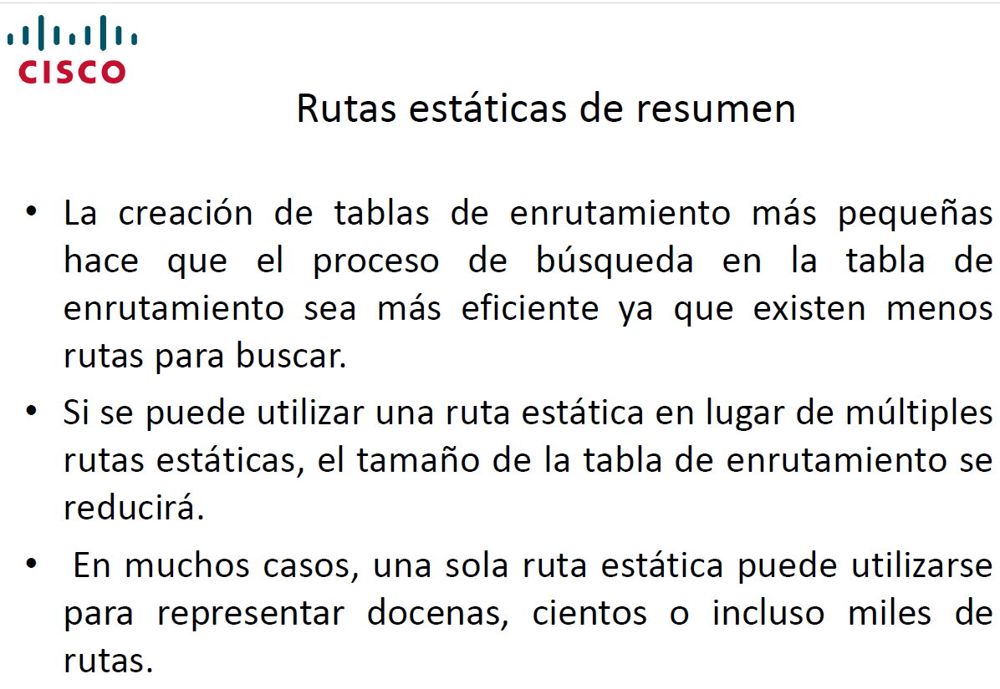 CISCO
Rutas estáticas de resumen
• La creación de tablas de enrutamiento más pequeñas
hace que el proceso de búsqueda en la tabla de
enrutamiento sea más eficiente ya que existen menos
rutas para buscar.
• Si se puede utilizar una ruta estática en lugar de múltiples
rutas estáticas, el tamaño de la tabla de enrutamiento se
reducirá.
• En muchos casos, una sola ruta estática puede utilizarse
para representar docenas, cientos o incluso miles de
rutas.